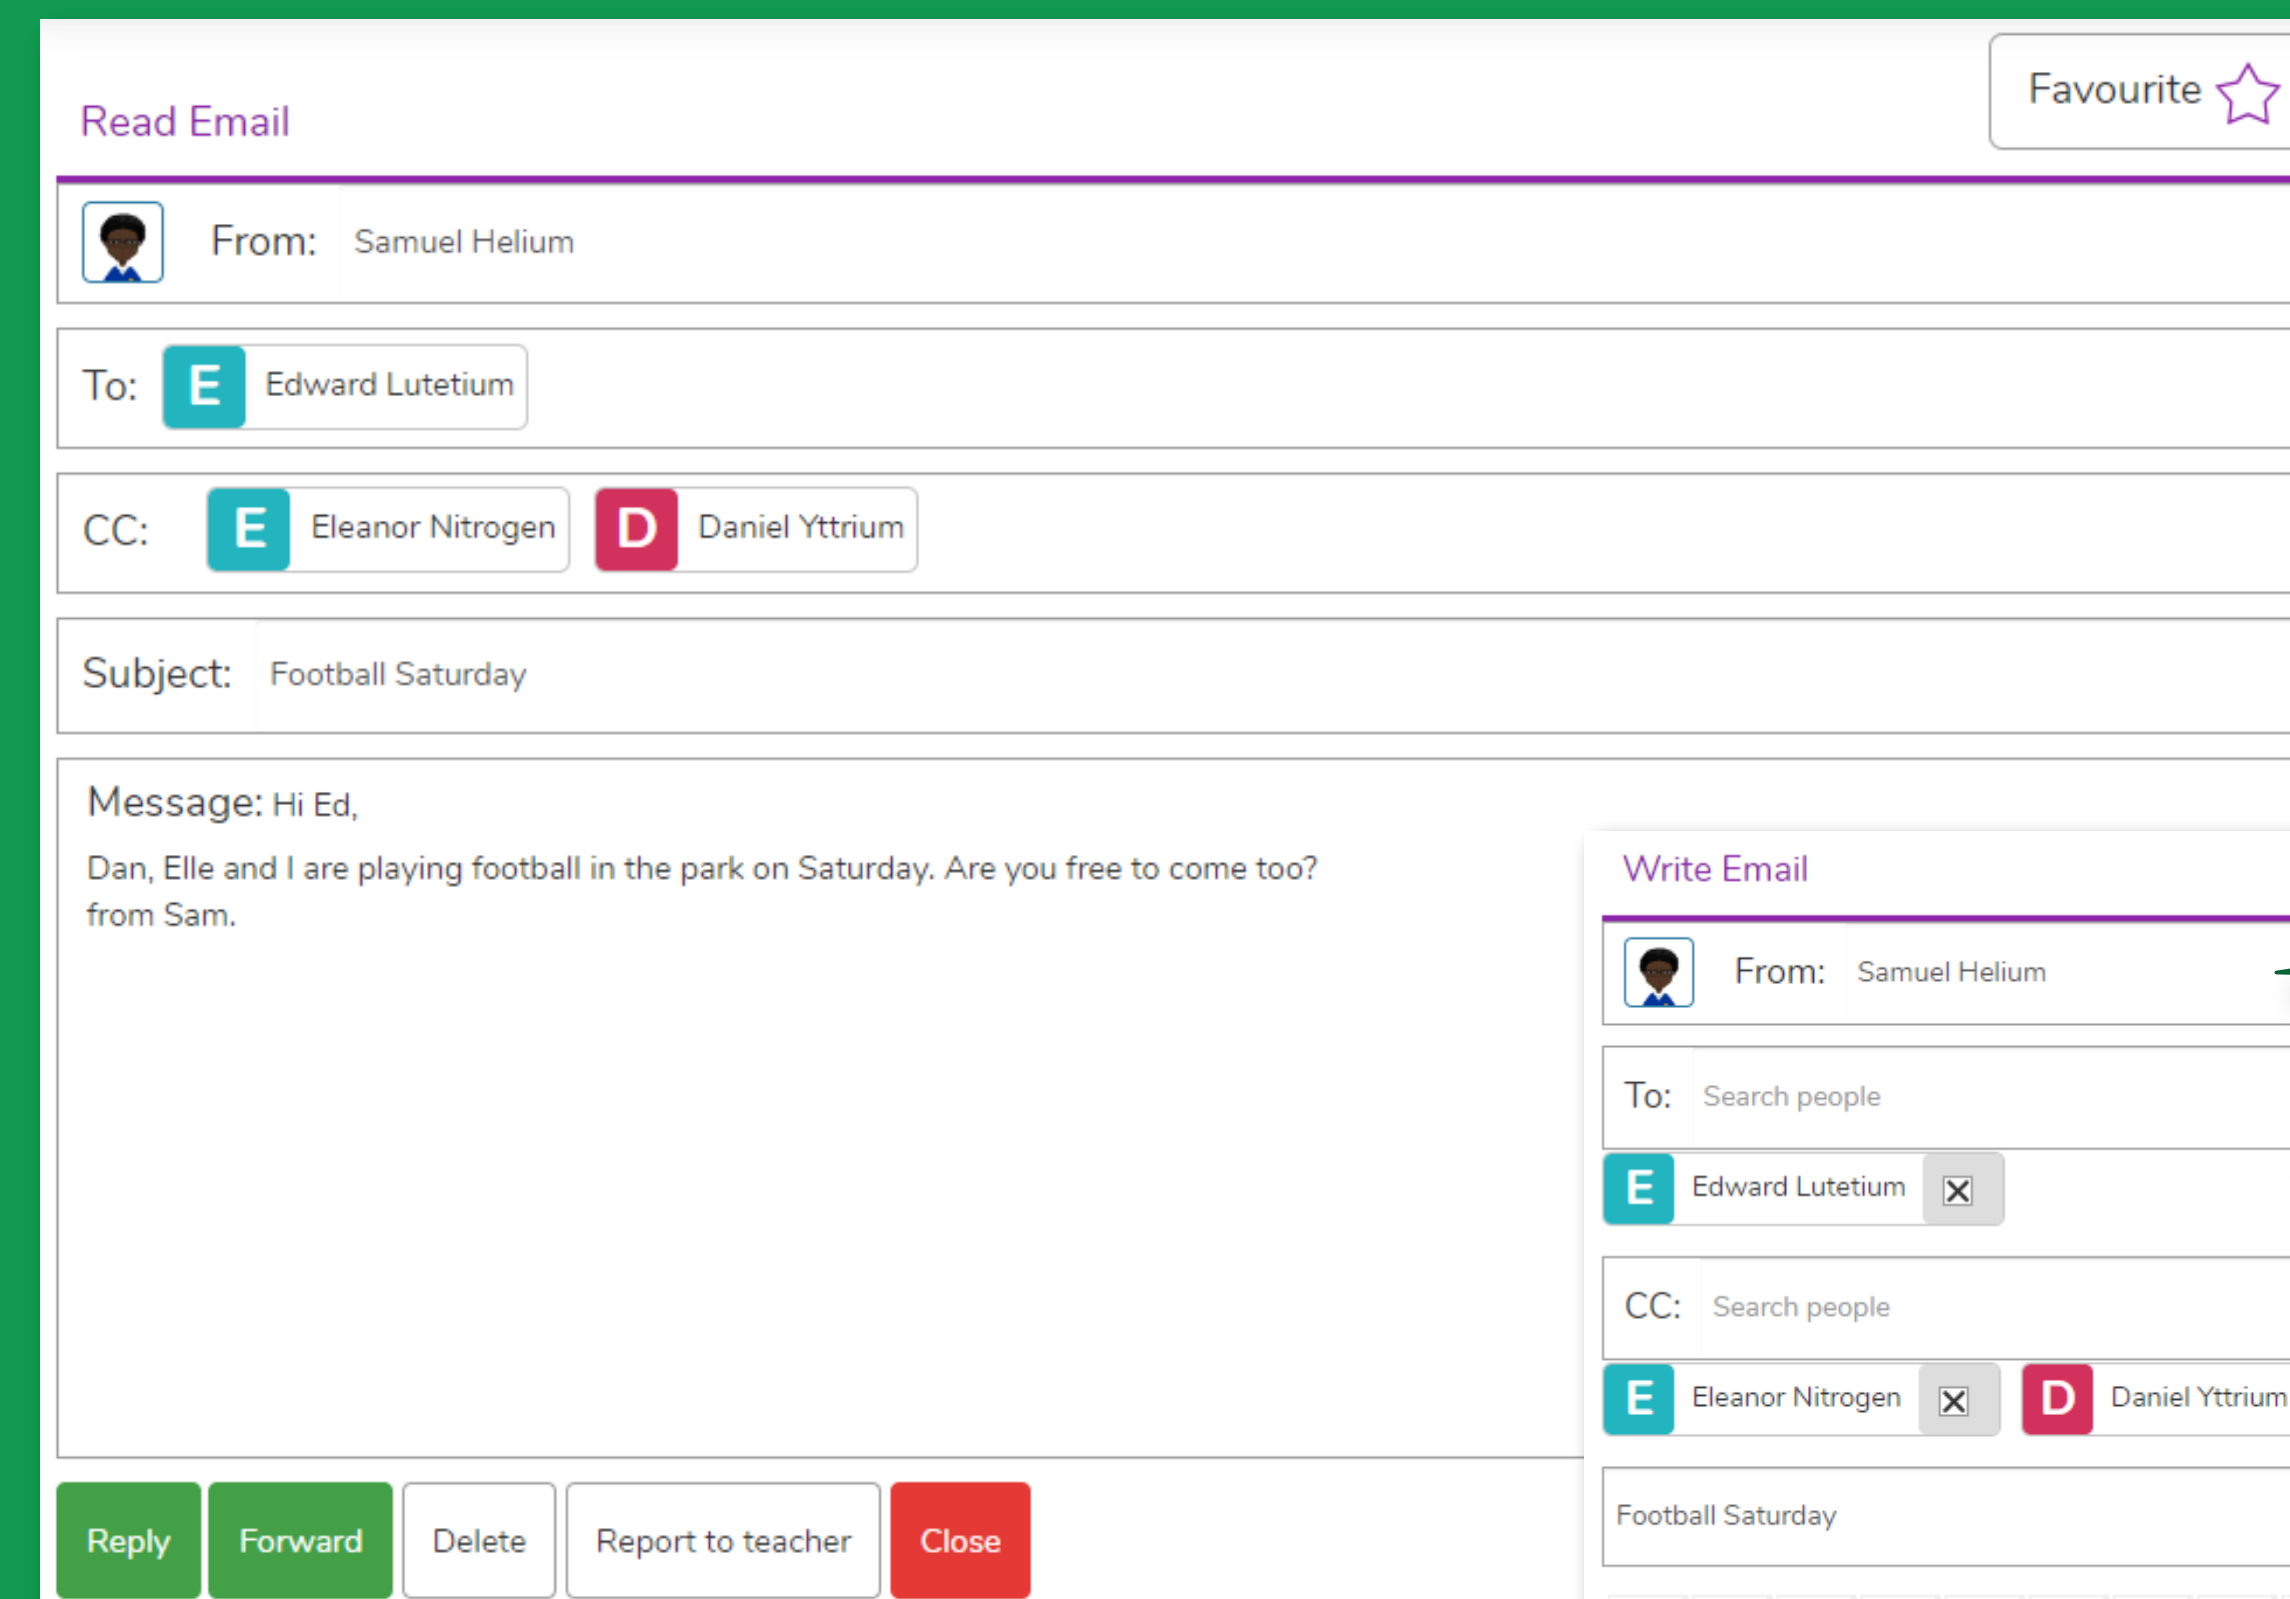 Favourite
Read Email
From: Samuel Helium
To: E Edward Lutetium
CC: E Eleanor Nitrogen D Daniel Yttrium
Subject: Football Saturday
Message: Hi Ed,
Dan, Elle and I are playing football in the park on Saturday. Are you free to come too?
from Sam.
Reply Forward Delete Report to teacher Close
Write Email
From: Samuel Helium
To: Search people
E Edward Lutetium
CC: Search people
E Eleanor Nitrogen D Daniel Yttrium
Football Saturday